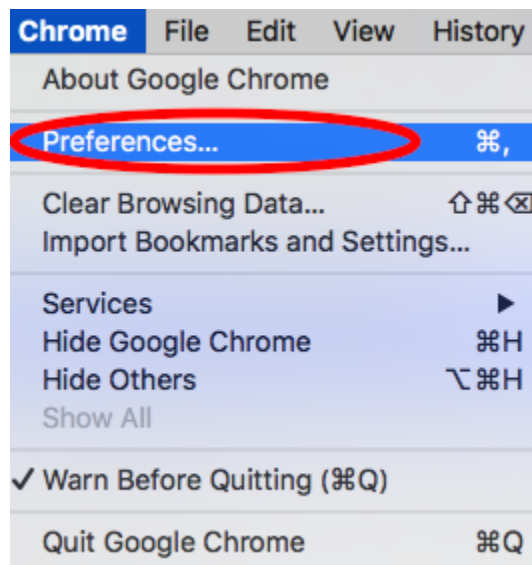 Chrome File Edit View History
About Google Chrome
Preferences... ⌘,
Clear Browsing Data... ⇧⌘⌫
Import Bookmarks and Settings...
Services ▶
Hide Google Chrome ⌘H
Hide Others ⌥⌘H
Show All
✓ Warn Before Quitting (⌘Q)
Quit Google Chrome ⌘Q